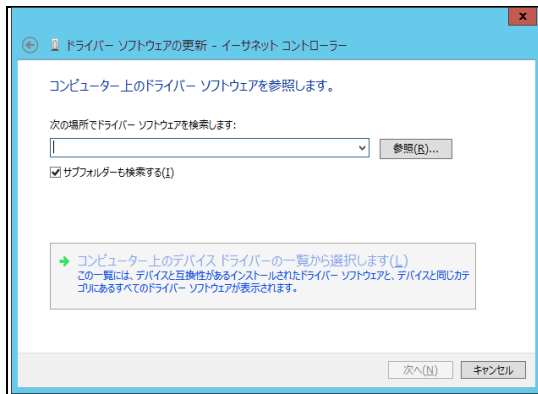 ドライバー ソフトウェアの更新 - イーサネット コントローラー
コンピューター上のドライバー ソフトウェアを参照します。
次の場所でドライバー ソフトウェアを検索します:
参照(R)...
サブフォルダーも検索する(I)
コンピューター上のデバイス ドライバーの一覧から選択します(L)
この一覧には、デバイスと互換性があるインストールされたドライバー ソフトウェアと、デバイスと同じカテ
ゴリにあるすべてのドライバー ソフトウェアが表示されます。
次へ(N) キャンセル